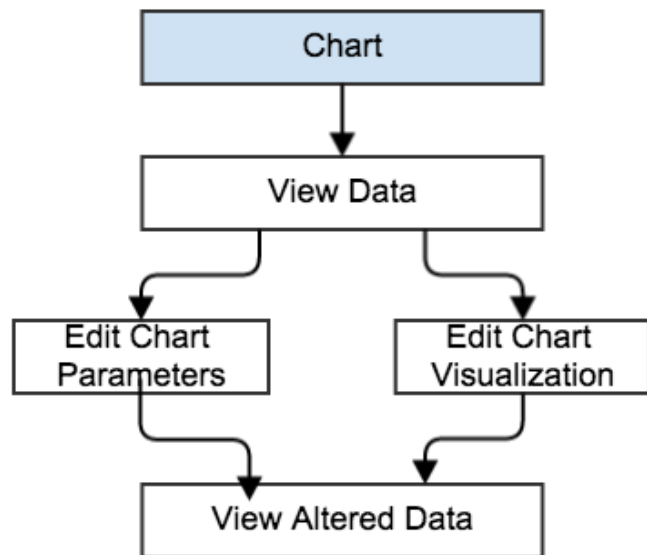 Chart
View Data
Edit Chart
Parameters
Edit Chart
Visualization
View Altered Data